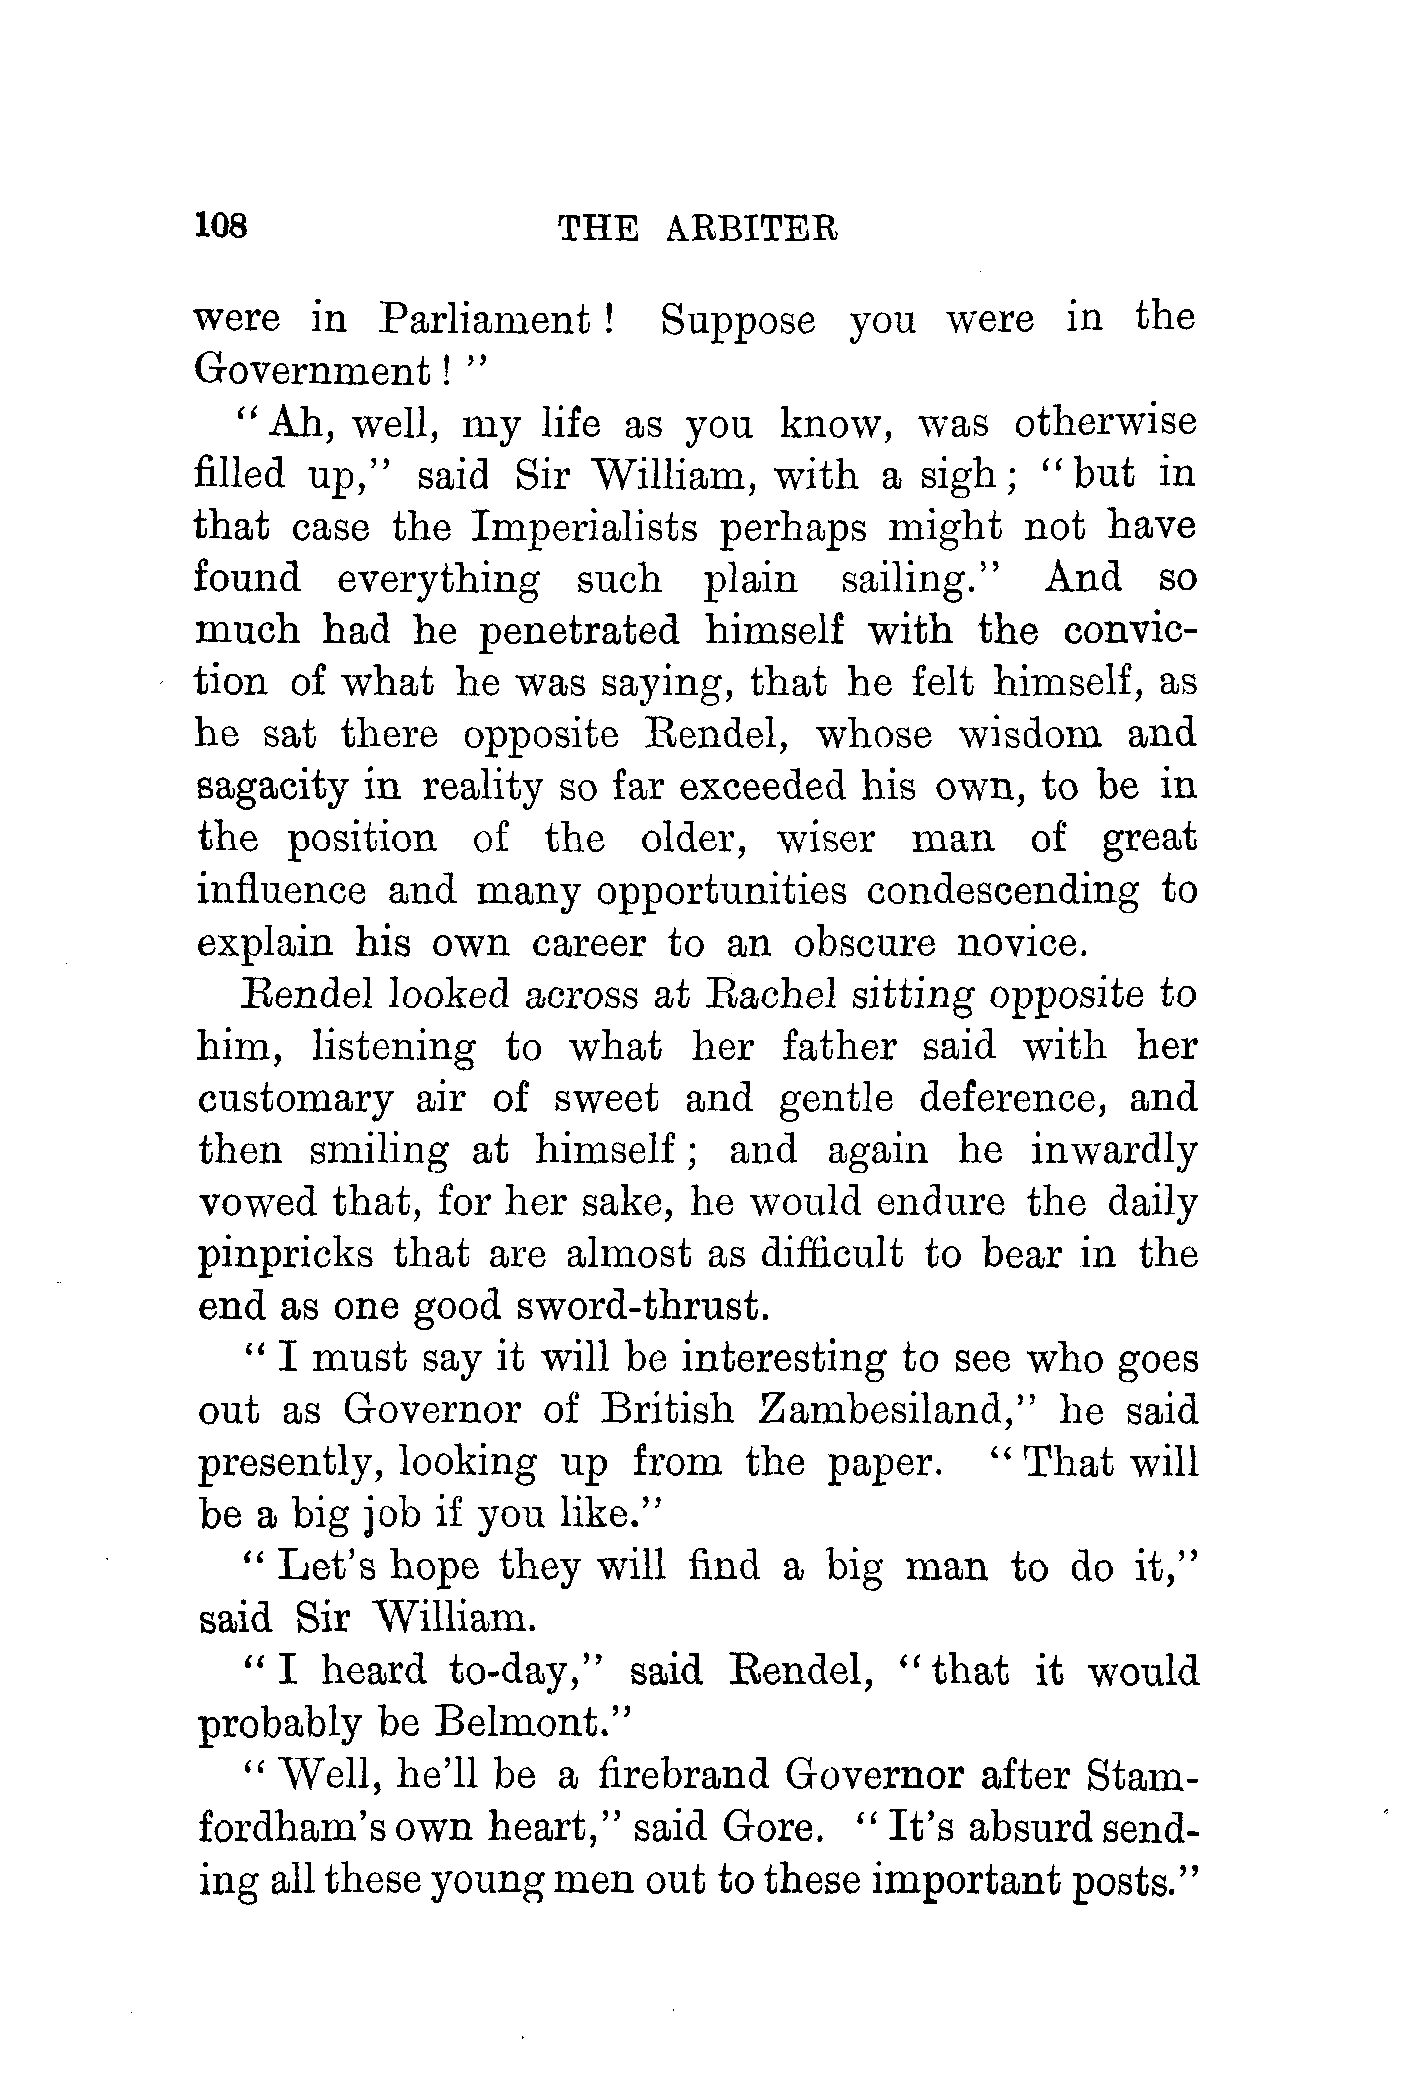 108 THE ARBITER
were in Parliament! Suppose you were in the
Government!"
"Ah, well, my life as you know, was otherwise
filled up," said Sir William, with a sigh; "but in
that case the Imperialists perhaps might not have
found everything such plain sailing." And so
much had he penetrated himself with the convic-
tion of what he was saying, that he felt himself, as
he sat there opposite Rendel, whose wisdom and
sagacity in reality so far exceeded his own, to be in
the position of the older, wiser man of great
influence and many opportunities condescending to
explain his own career to an obscure novice.
Rendel looked across at Rachel sitting opposite to
him, listening to what her father said with her
customary air of sweet and gentle deference, and
then smiling at himself; and again he inwardly
vowed that, for her sake, he would endure the daily
pinpricks that are almost as difficult to bear in the
end as one good sword-thrust.
"I must say it will be interesting to see who goes
out as Governor of British Zambesiland," he said
presently, looking up from the paper. "That will
be a big job if you like."
"Let's hope they will find a big man to do it,"
said Sir William.
"I heard to-day," said Rendel, "that it would
probably be Belmont."
"Well, he'll be a firebrand Governor after Stam-
fordham's own heart," said Gore. "It's absurd send-
ing all these young men out to these important posts."